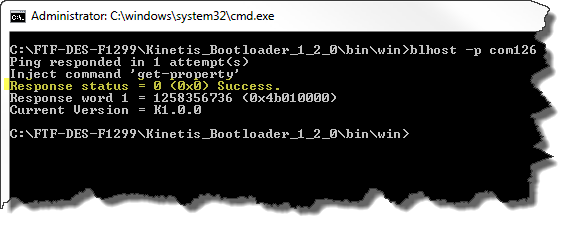 Administrator: C:\windows\system32\cmd.exe
C:\FTF-DES-F1299\Kinetis_Bootloader_1_2_0\bin\win>blhost -p com126
Ping responded in 1 attempt(s)
Inject command 'get-property'
Response status = 0 (0x0) Success.
Response word 1 = 1258356736 (0x4b010000)
Current Version = K1.0.0
C:\FTF-DES-F1299\Kinetis_Bootloader_1_2_0\bin\win>